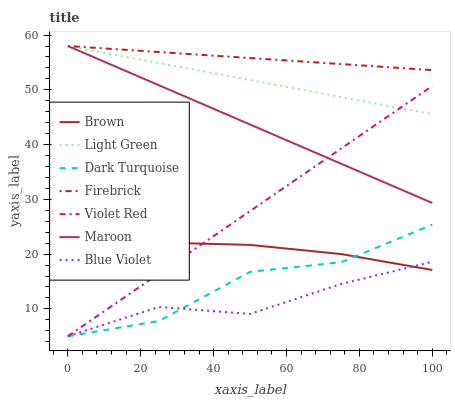 title
60
50
40
30
20
10
0
20
40
60
80
100
yaxis_label
xaxis_label
Brown
Light Green
Dark Turquoise
Firebrick
Violet Red
Maroon
Blue Violet